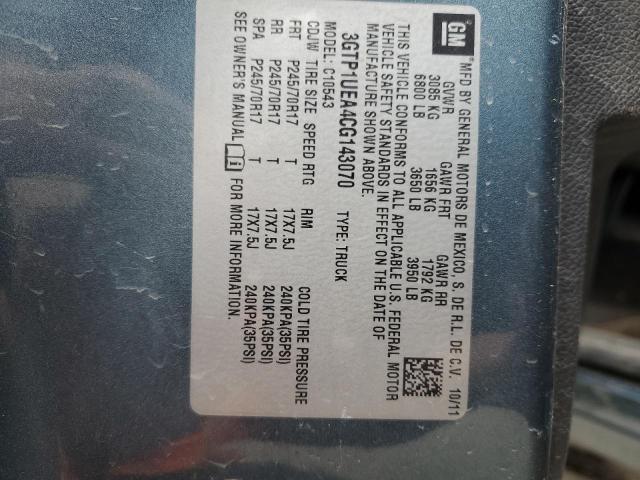 GM
MFD BY GENERAL MOTORS DE MEXICO, S. DE R.L. DE C.V. 10/11
GVWR GAWR FRT GAWR RR
3085 KG 1656 KG 1792 KG
6800 LB 3650 LB 3950 LB
THIS VEHICLE CONFORMS TO ALL APPLICABLE U.S. FEDERAL MOTOR
VEHICLE SAFETY STANDARDS IN EFFECT ON THE DATE OF
MANUFACTURE SHOWN ABOVE.
3GTP1UEA4CG143070 TYPE: TRUCK
MODEL: C10543
CDJW TIRE SIZE SPEED RTG RIM COLD TIRE PRESSURE
FRT P245/70R17 T 17X7.5J 240KPA(35PSI)
RR P245/70R17 T 17X7.5J 240KPA(35PSI)
SPA P245/70R17 T 17X7.5J 240KPA(35PSI)
SEE OWNER'S MANUAL FOR MORE INFORMATION.